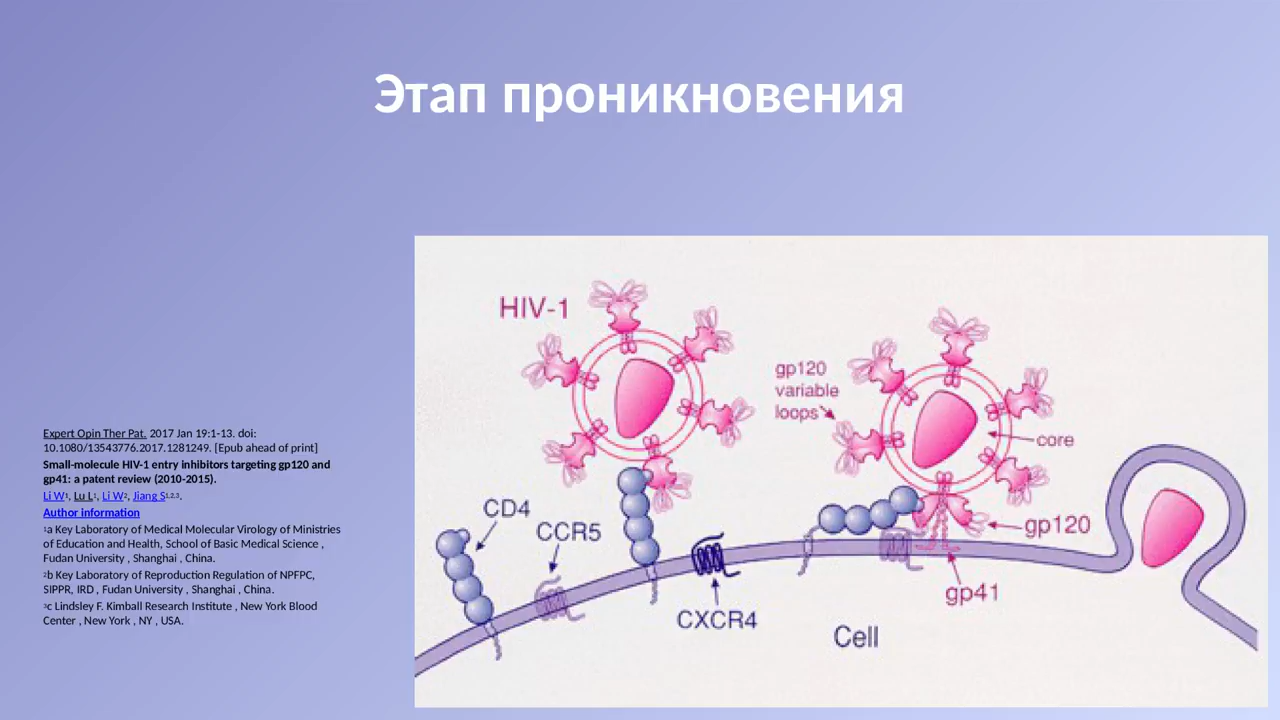 Этап проникновения
Expert Opin Ther Pat. 2017 Jan 19:1-13. doi:
10.1080/13543776.2017.1281249. [Epub ahead of print]
Small-molecule HIV-1 entry inhibitors targeting gp120 and
gp41: a patent review (2010-2015).
Li W1, Lu L1, Li W2, Jiang S1,2,3.
Author information
1a Key Laboratory of Medical Molecular Virology of Ministries
of Education and Health, School of Basic Medical Science ,
Fudan University , Shanghai , China.
2b Key Laboratory of Reproduction Regulation of NPFPC,
SIPPR, IRD , Fudan University , Shanghai , China.
3c Lindsley F. Kimball Research Institute , New York Blood
Center , New York , NY , USA.
HIV-1
gp120
variable
loops
core
CD4
CCR5
gp120
gp41
CXCR4
Cell